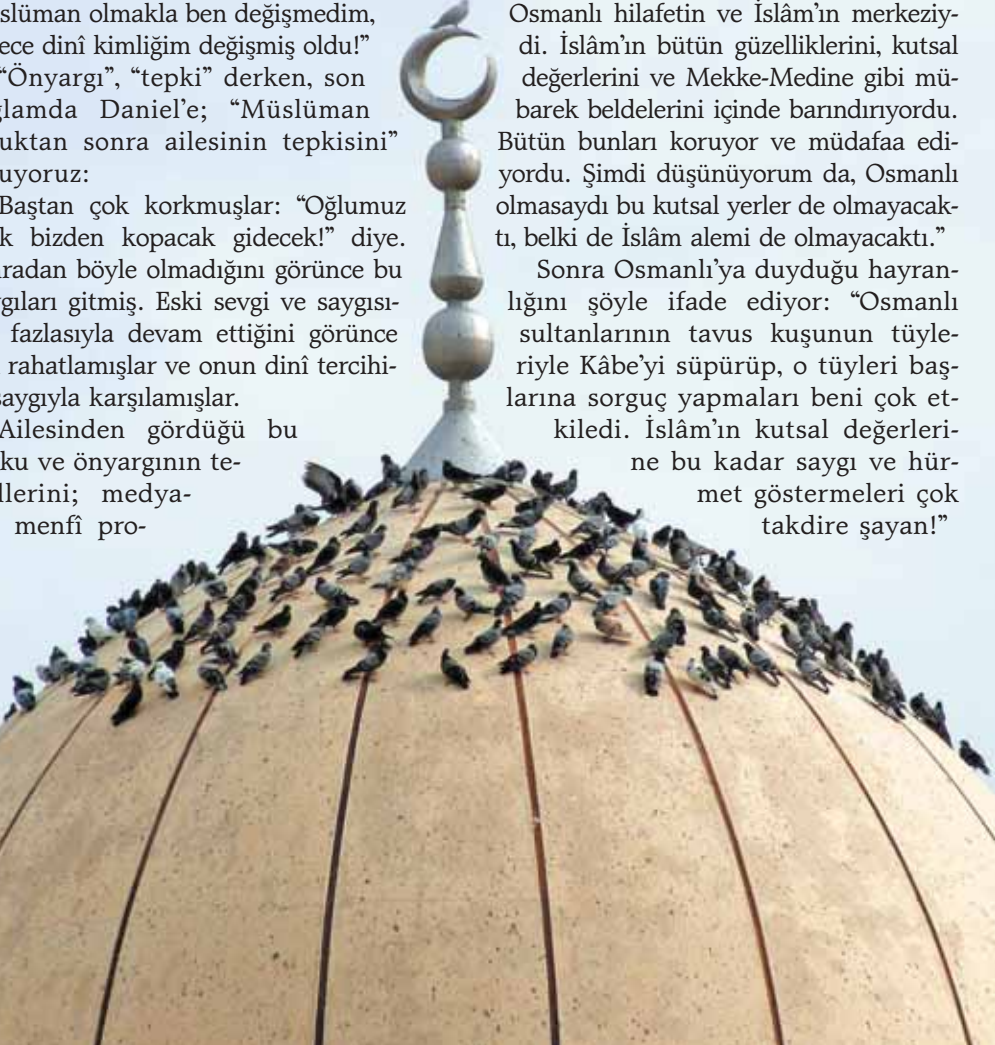 slüman olmakla ben değişmedim,
ece dinî kimliğim değişmiş oldu!”
“Önyargı”, “tepki” derken, son
ğlamda Daniel’e; “Müslüman
uktan sonra ailesinin tepkisini”
uyoruz:
Baştan çok korkmuşlar: “Oğlumuz
k bizden kopacak gidecek!” diye.
radan böyle olmadığını görünce bu
ygıları gitmiş. Eski sevgi ve saygısı-
fazlasıyla devam ettiğini görünce
rahatlamışlar ve onun dinî tercihi-
saygıyla karşılamışlar.
Ailesinden gördüğü bu
ku ve önyargının te-
llerini; medya-
menfî pro-
Osmanlı hilafetin ve İslâm’ın merkeziy-
di. İslâm’ın bütün güzelliklerini, kutsal
değerlerini ve Mekke-Medine gibi mü-
barek beldelerini içinde barındırıyordu.
Bütün bunları koruyor ve müdafaa edi-
yordu. Şimdi düşünüyorum da, Osmanlı
olmasaydı bu kutsal yerler de olmayacak-
tı, belki de İslâm alemi de olmayacaktı.”
Sonra Osmanlı’ya duyduğu hayran-
lığını şöyle ifade ediyor: “Osmanlı
sultanlarının tavus kuşunun tüyle-
riyle Kâbe’yi süpürüp, o tüyleri baş-
larına sorguç yapmaları beni çok et-
kiledi. İslâm’ın kutsal değerleri-
ne bu kadar saygı ve hür-
met göstermeleri çok
takdire şayan!”